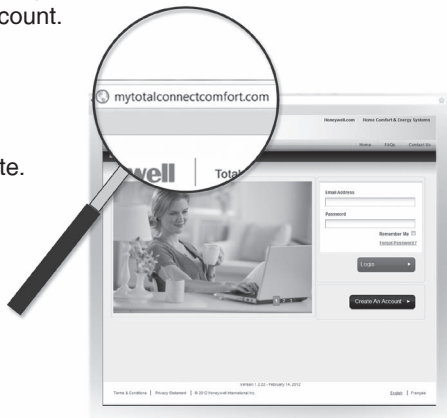 count.
mytotalconnectcomfort.com
Honeywell.com Home Comfort & Energy Systems
Home FAQs Contact Us
te.
well | Total
Email Address
Password
Remember Me
Forgot Password?
Login
Create An Account
Version 1.2.22 - February 14, 2012
Terms & Conditions | Privacy Statement | © 2012 Honeywell International Inc.
English | Français